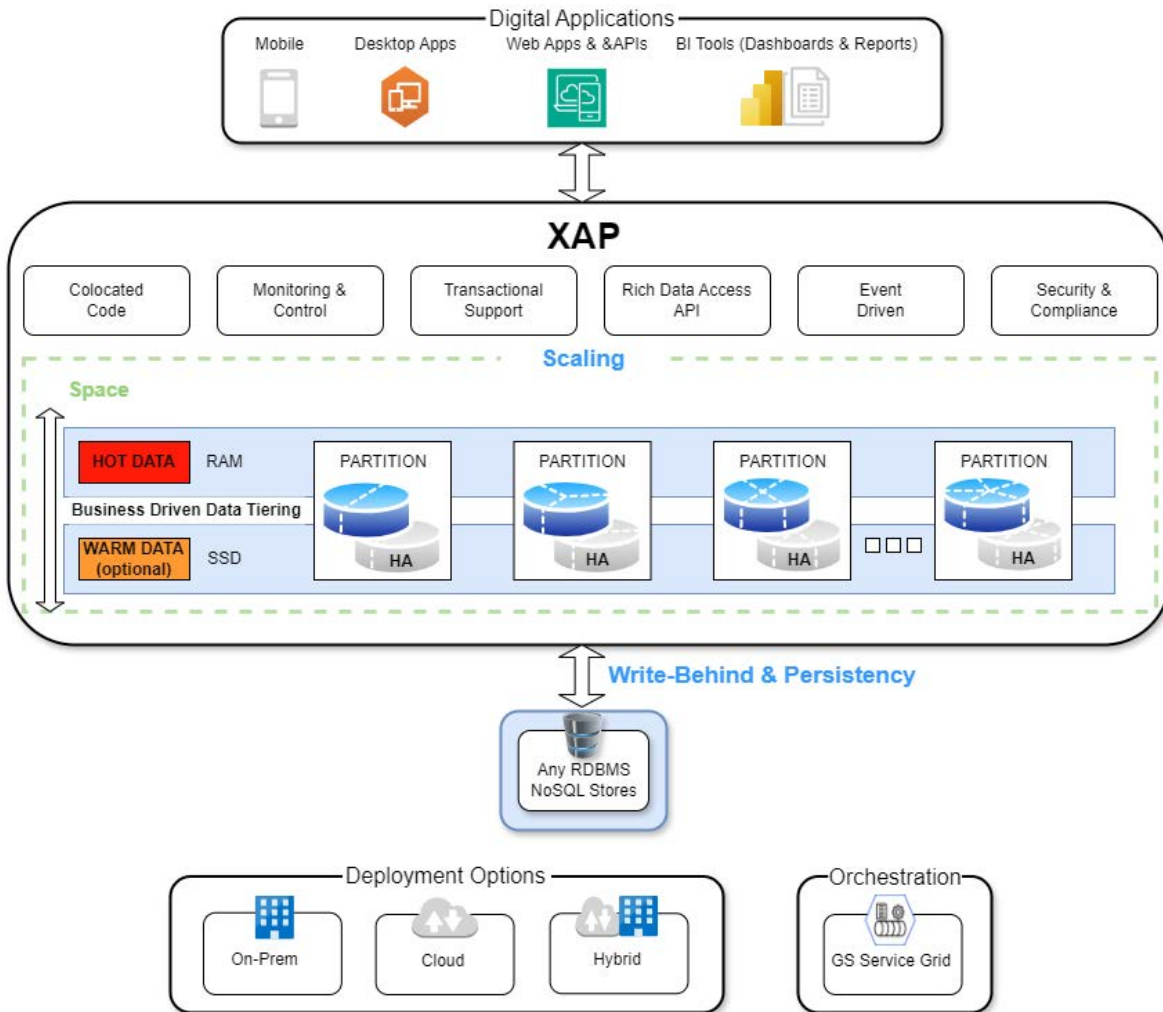 Digital Applications
Mobile
Desktop Apps
Web Apps & &APIs
BI Tools (Dashboards & Reports)
XAP
Colocated
Code
Monitoring &
Control
Transactional
Support
Rich Data Access
API
Event
Driven
Security &
Compliance
Scaling
Space
HOT DATA
RAM
PARTITION
HA
PARTITION
HA
PARTITION
HA
PARTITION
HA
Business Driven Data Tiering
WARM DATA
(optional)
SSD
Write-Behind & Persistency
Any RDBMS
NoSQL Stores
Deployment Options
On-Prem
Cloud
Hybrid
Orchestration
GS Service Grid